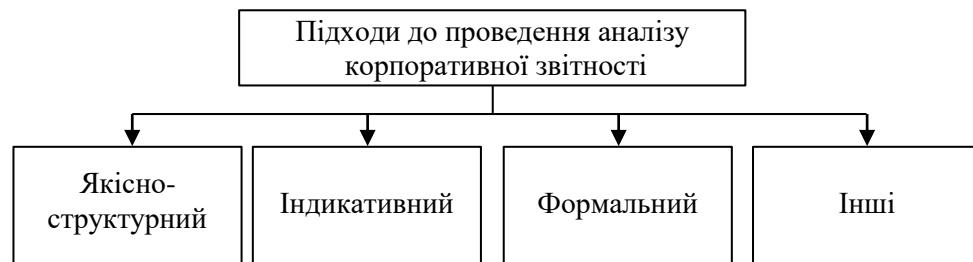 Підходи до проведення аналізу
корпоративної звітності
Якісно-
структурний
Індикативний
Формальний
Інші